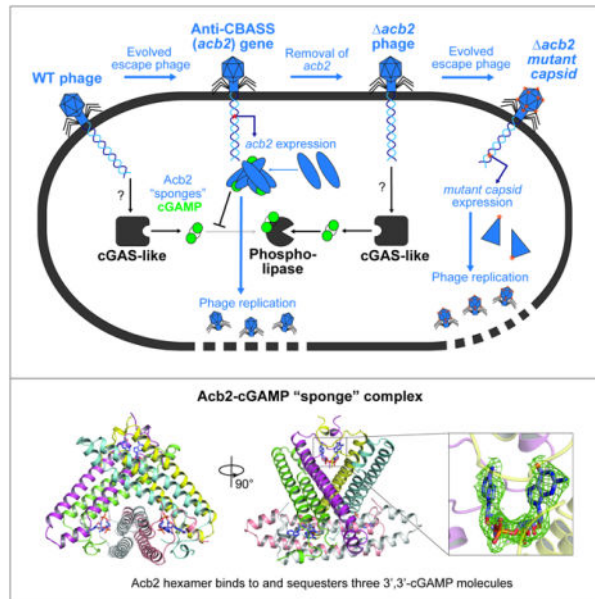 Anti-CBASS
(acb2) gene
Δacb2
phage
Δacb2
mutant
capsid
Evolved
escape phage
Removal of
acb2
Evolved
escape phage
WT phage
acb2 expression
?
Acb2
"sponges"
cGAMP
?
mutant capsid
expression
cGAS-like
Phospho-
lipase
cGAS-like
Phage replication
Phage replication
Acb2-cGAMP "sponge" complex
90°
Acb2 hexamer binds to and sequesters three 3',3'-cGAMP molecules